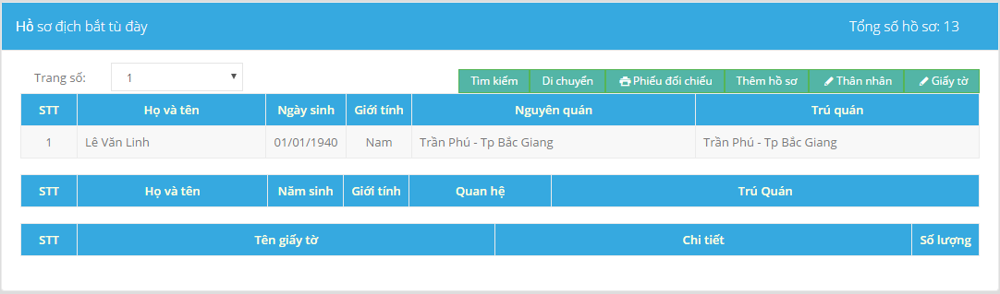 Hồ sơ địch bắt tù đày Tổng số hồ sơ: 13
Trang số: 1 Tìm kiếm Di chuyển Phiếu đối chiếu Thêm hồ sơ Thân nhân Giấy tờ
STT Họ và tên Ngày sinh Giới tính Nguyên quán Trú quán
1 Lê Văn Linh 01/01/1940 Nam Trần Phú - Tp Bắc Giang Trần Phú - Tp Bắc Giang
STT Họ và tên Năm sinh Giới tính Quan hệ Trú Quán
STT Tên giấy tờ Chi tiết Số lượng